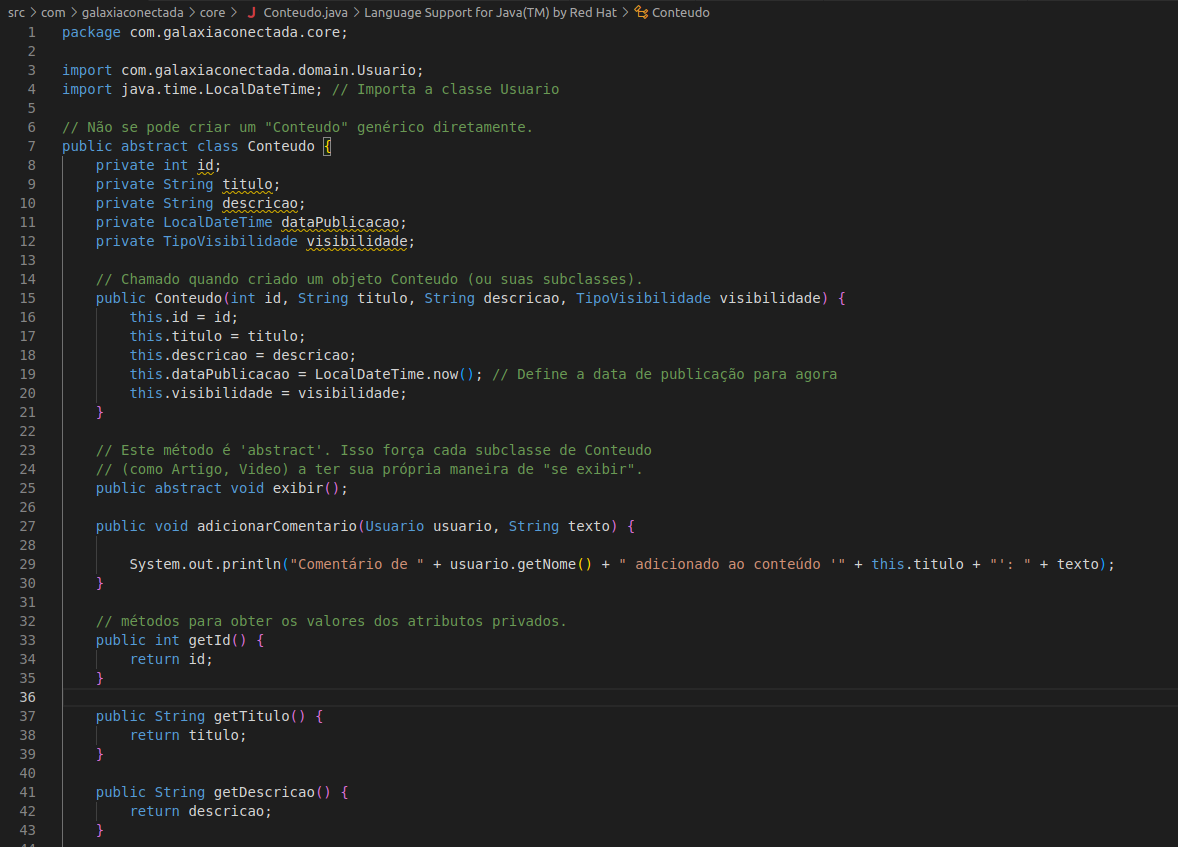 src > com > galaxiaconectada > core > J Conteudo.java > Language Support for Java(TM) by Red Hat > Conteudo
1 package com.galaxiaconectada.core;
2
3 import com.galaxiaconectada.domain.Usuario;
4 import java.time.LocalDateTime; // Importa a classe Usuario
5
6 // Não se pode criar um "Conteudo" genérico diretamente.
7 public abstract class Conteudo {
8     private int id;
9     private String titulo;
10     private String descricao;
11     private LocalDateTime dataPublicacao;
12     private TipoVisibilidade visibilidade;
13
14     // Chamado quando criado um objeto Conteudo (ou suas subclasses).
15     public Conteudo(int id, String titulo, String descricao, TipoVisibilidade visibilidade) {
16         this.id = id;
17         this.titulo = titulo;
18         this.descricao = descricao;
19         this.dataPublicacao = LocalDateTime.now(); // Define a data de publicação para agora
20         this.visibilidade = visibilidade;
21     }
22
23     // Este método é 'abstract'. Isso força cada subclasse de Conteudo
24     // (como Artigo, Video) a ter sua própria maneira de "se exibir".
25     public abstract void exibir();
26
27     public void adicionarComentario(Usuario usuario, String texto) {
28
29         System.out.println("Comentário de " + usuario.getNome() + " adicionado ao conteúdo '" + this.titulo + "': " + texto);
30     }
31
32     // métodos para obter os valores dos atributos privados.
33     public int getId() {
34         return id;
35     }
36
37     public String getTitulo() {
38         return titulo;
39     }
40
41     public String getDescricao() {
42         return descricao;
43     }